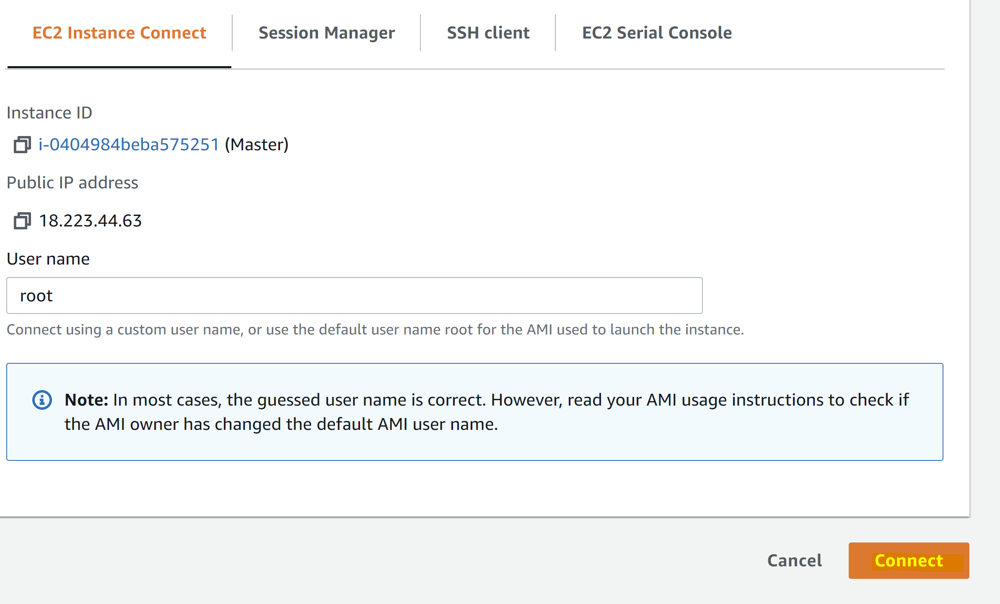 EC2 Instance Connect
Session Manager
SSH client
EC2 Serial Console
Instance ID
i-0404984beba575251 (Master)
Public IP address
18.223.44.63
User name
root
Connect using a custom user name, or use the default user name root for the AMI used to launch the instance.
Note: In most cases, the guessed user name is correct. However, read your AMI usage instructions to check if
the AMI owner has changed the default AMI user name.
Cancel
Connect